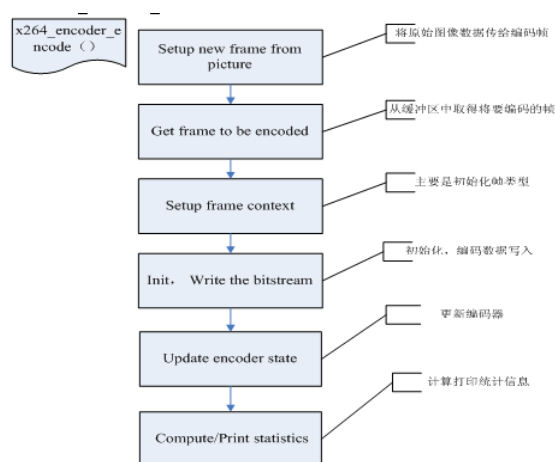 x264_encoder_e
ncode（）
Setup new frame from
picture
将原始图像数据传给编码帧
Get frame to be encoded
从缓冲区中取得将要编码的帧
Setup frame context
主要是初始化帧类型
Init， Write the bitstream
初始化，编码数据写入
Update encoder state
更新编码器
Compute/Print statistics
计算打印统计信息